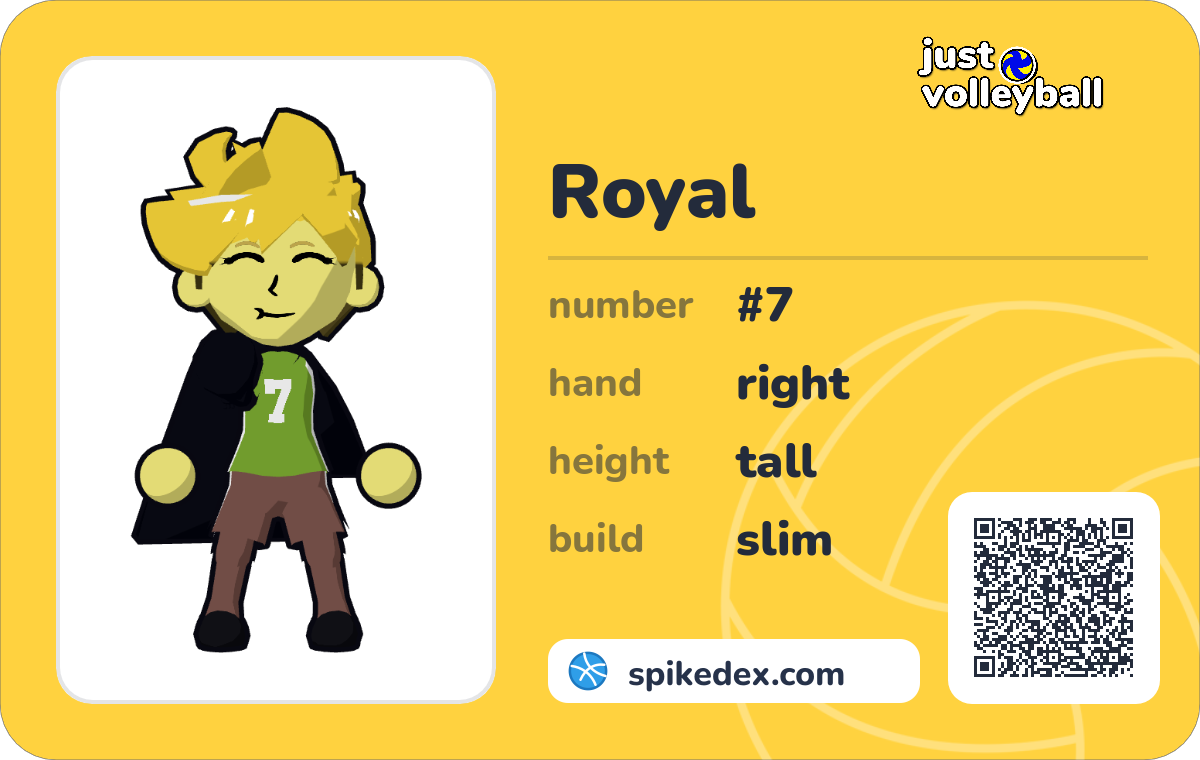 just
volleyball
Royal
number #7
hand right
height tall
build slim
7
spikedex.com